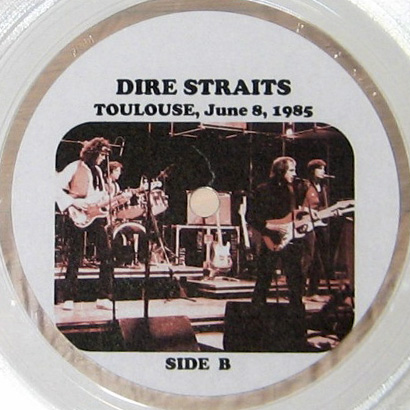 DIRE STRAITS
TOULOUSE, June 8, 1985
SIDE B